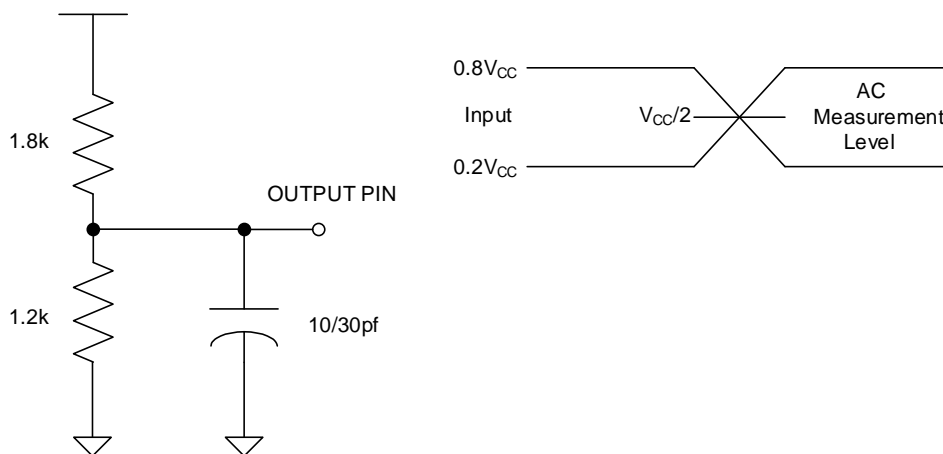 1.8k
OUTPUT PIN
1.2k
10/30pf
0.8VCC
Input
VCC/2
AC
Measurement
Level
0.2VCC